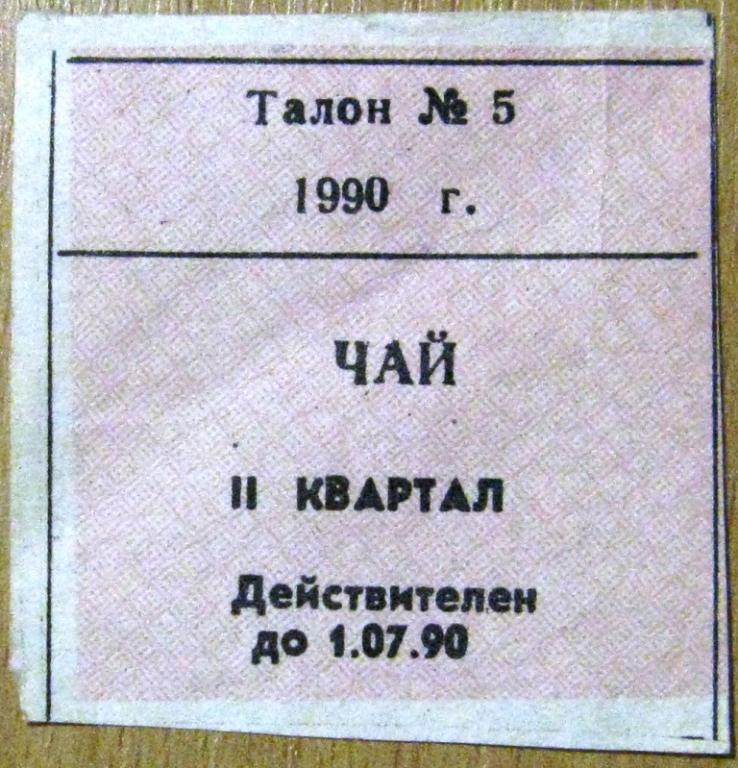 Талон № 5
1990 г.
ЧАЙ
II КВАРТАЛ
Действителен
до 1.07.90